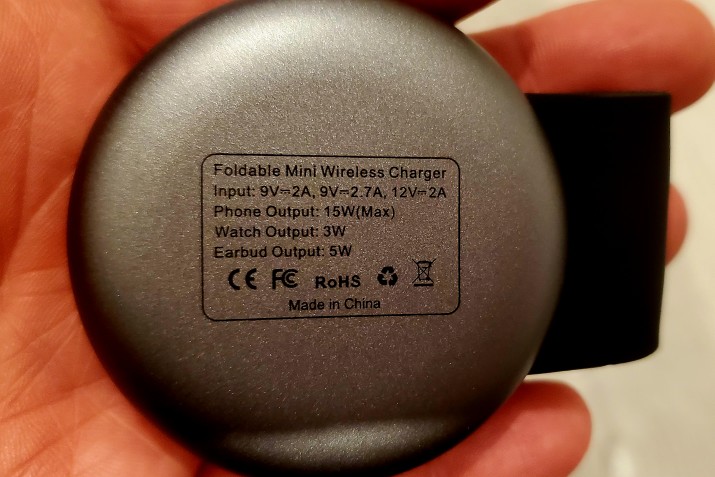 Foldable Mini Wireless Charger
Input: 9V⎓2A, 9V⎓2.7A, 12V⎓2A
Phone Output: 15W(Max)
Watch Output: 3W
Earbud Output: 5W
CE FC RoHS
Made in China